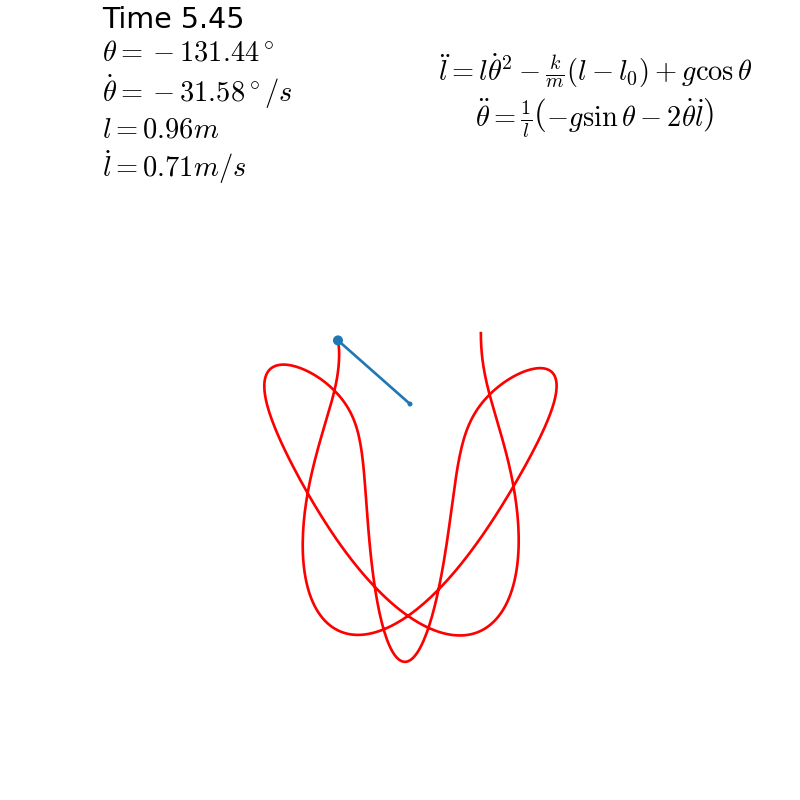 Time 5.45
θ = −131.44°
θ̇ = −31.58°/s
l = 0.96m
l̇ = 0.71m/s
l̈ = lθ̇² − k/m(l − l₀) + g cos θ
θ̈ = 1/l(−g sin θ − 2θ̇l̇)